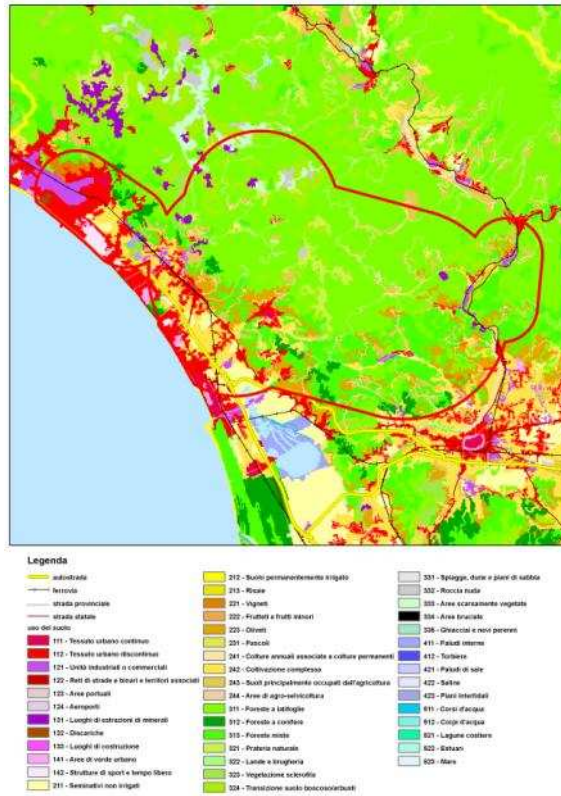 Legenda
autostrada
ferrovia
strada provinciale
strada statale
uso del suolo
111 - Tessuto urbano continuo
112 - Tessuto urbano discontinuo
121 - Unità industriali o commerciali
122 - Reti di strade e binari e territori associati
123 - Aree portuali
124 - Aeroporti
131 - Luoghi di estrazioni di minerali
132 - Discariche
133 - Luoghi di costruzione
141 - Aree di verde urbano
142 - Strutture di sport e tempo libero
211 - Seminativi non irrigati
212 - Suolo permanentemente irrigato
213 - Risaie
221 - Vigneti
222 - Frutteti e frutti minori
223 - Oliveti
231 - Pascoli
241 - Colture annuali associate a colture permanenti
242 - Coltivazione complessa
243 - Suoli principalmente occupati dall'agricoltura
244 - Aree di agro-selvicoltura
311 - Foreste a latifoglie
312 - Foreste a conifere
313 - Foreste miste
321 - Prateria naturale
322 - Lande e brughiera
323 - Vegetazione sclerofila
324 - Transizione suolo boscoso/arbusti
331 - Spiagge, dune e piani di sabbia
332 - Roccia nuda
333 - Aree scarsamente vegetate
334 - Aree bruciate
335 - Ghiacciai e nevi perenni
411 - Paludi interne
412 - Torbiere
421 - Paludi di sale
422 - Saline
423 - Piani intertidali
511 - Corsi d'acqua
512 - Corpi d'acqua
521 - Lagune costiere
522 - Estuari
523 - Mare